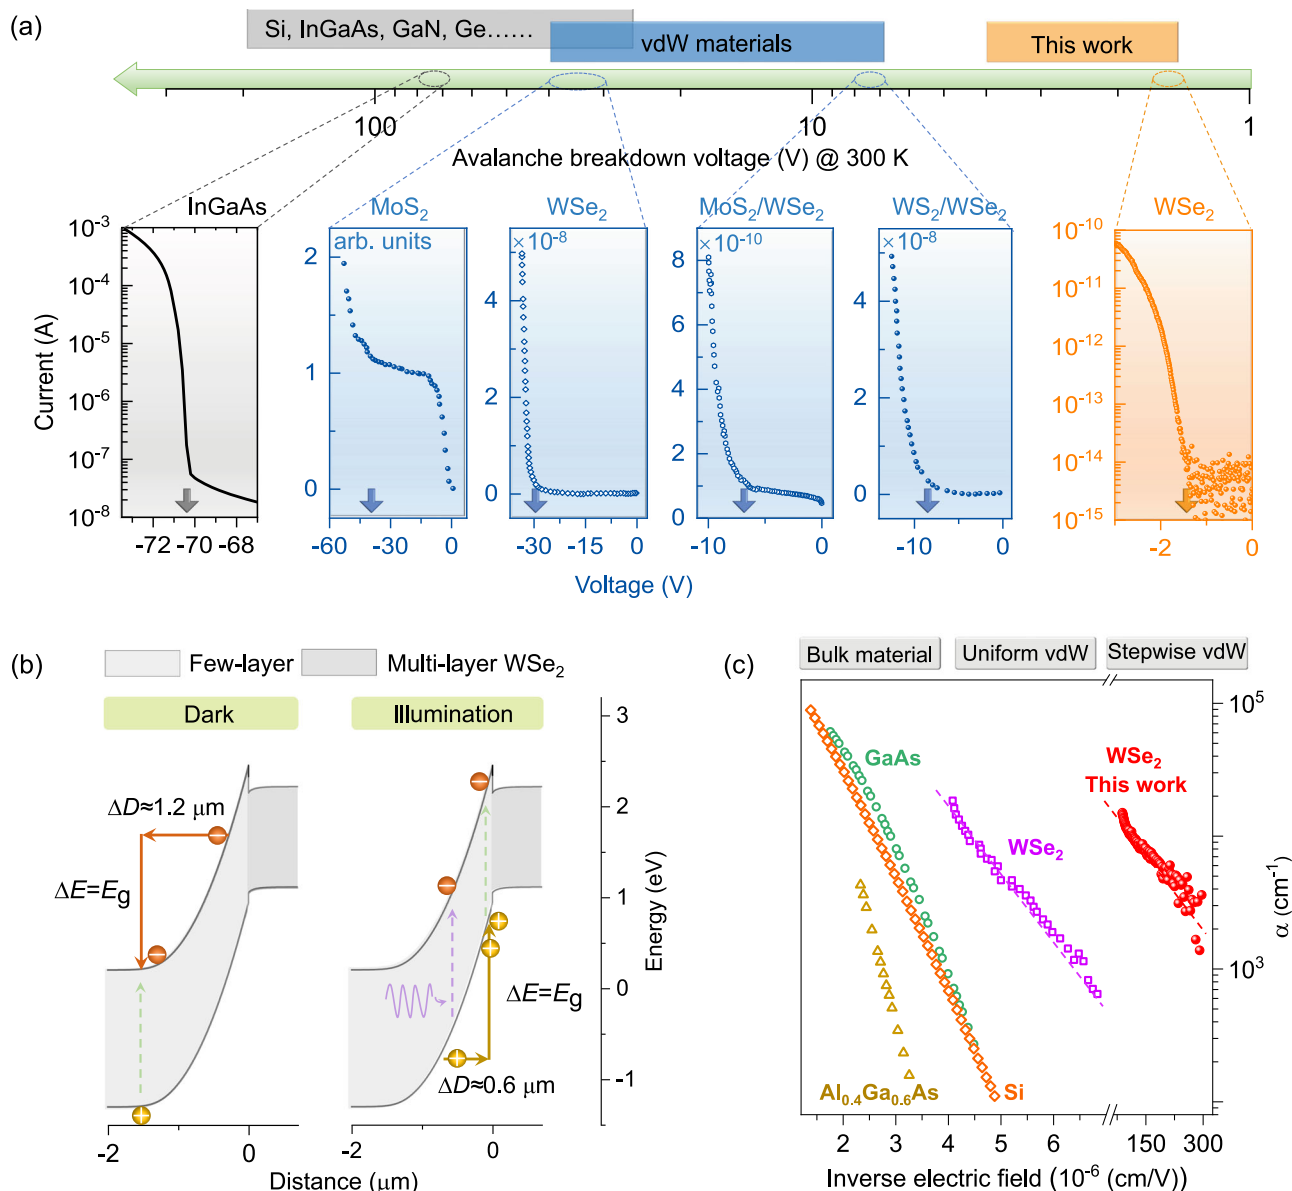 (a)
Si, InGaAs, GaN, Ge......
vdW materials
This work
100
10
1
Avalanche breakdown voltage (V) @ 300 K
InGaAs
MoS2
WSe2
MoS2/WSe2
WS2/WSe2
WSe2
Current (A)
10-3
10-4
10-5
10-6
10-7
10-8
-72 -70 -68
arb. units
2
1
0
-60 -30 0
×10-8
4
2
0
-30 -15 0
×10-10
8
6
4
2
0
-10 0
×10-8
4
2
0
-10 0
10-10
10-11
10-12
10-13
10-14
10-15
-2 0
Voltage (V)
(b)
Few-layer
Multi-layer WSe2
Dark
Illumination
ΔD≈1.2 μm
ΔE=Eg
ΔE=Eg
ΔD≈0.6 μm
3
2
1
0
-1
Energy (eV)
-2 -1 0
-2 -1 0
Distance (μm)
(c)
Bulk material
Uniform vdW
Stepwise vdW
GaAs
WSe2
WSe2
This work
Al0.4Ga0.6As
Si
105
103
α (cm-1)
2 3 4 5 6 150 300
Inverse electric field (10-6 (cm/V))